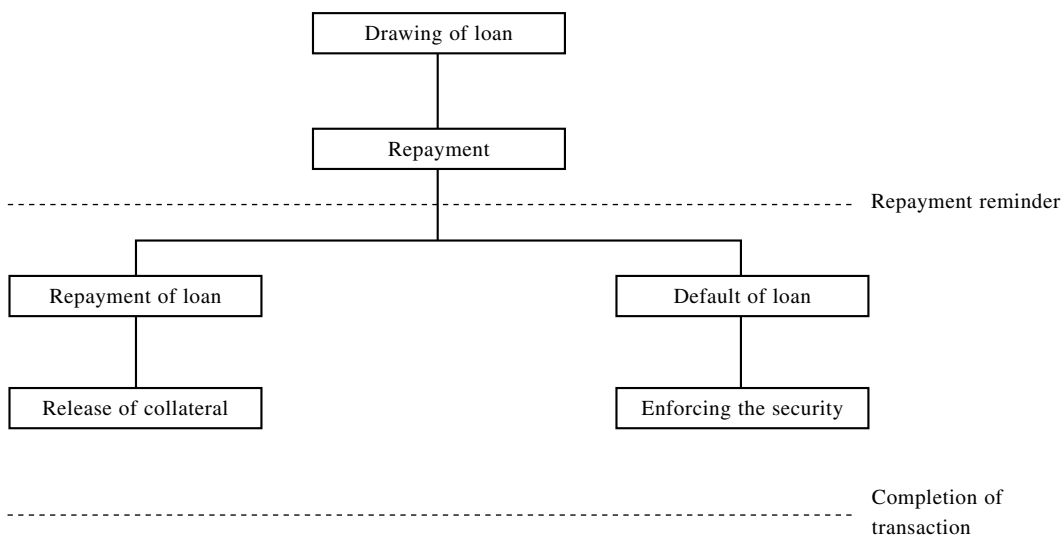 Drawing of loan
Repayment
Repayment reminder
Repayment of loan
Default of loan
Release of collateral
Enforcing the security
Completion of
transaction